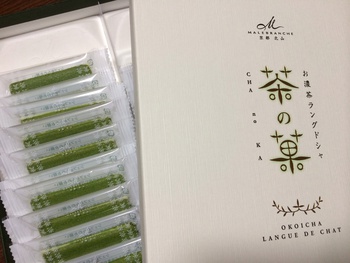 M
MALEBRANCHE
京都 北山
お濃茶ラングドシャ
茶の菓
CHA
no
KA
OKOICHA
LANGUE DE CHAT